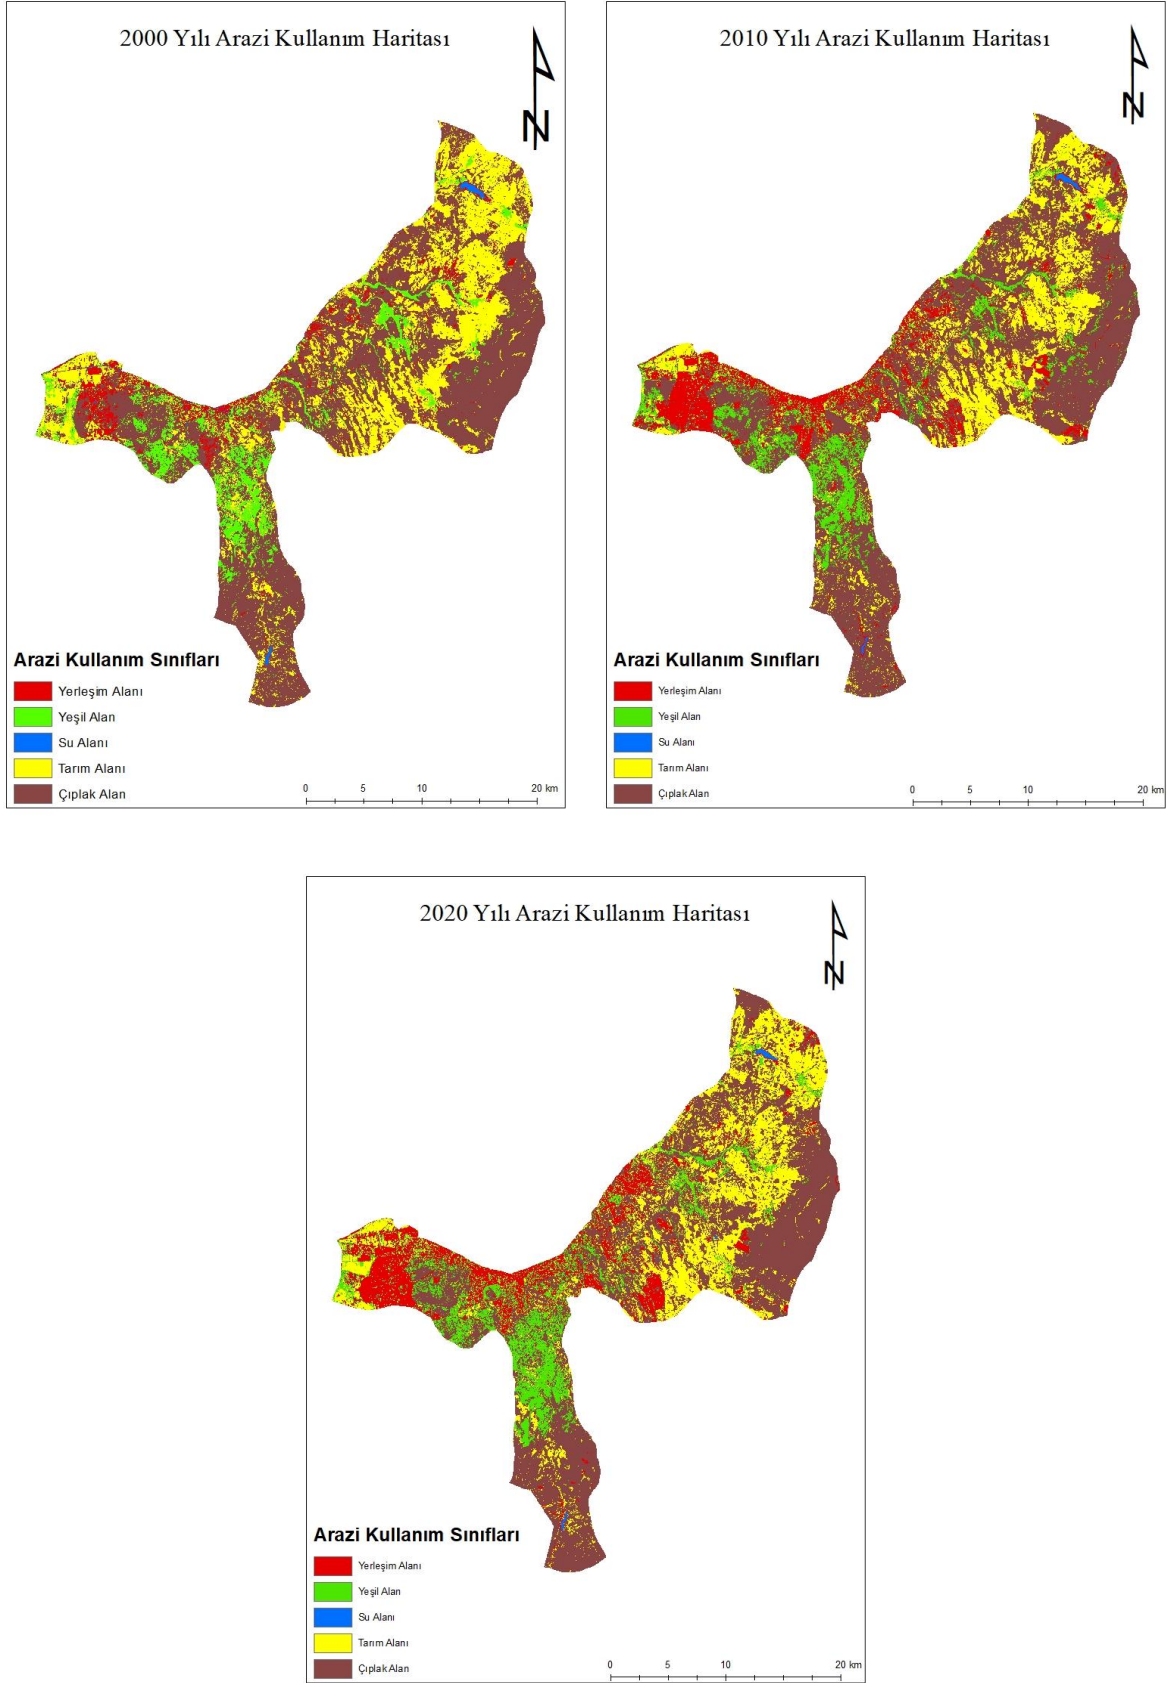 2000 Yılı Arazi Kullanım Haritası
N
Arazi Kullanım Sınıfları
Yerleşim Alanı
Yeşil Alan
Su Alanı
Tarım Alanı
Çıplak Alan
0 5 10 20 km
2010 Yılı Arazi Kullanım Haritası
N
Arazi Kullanım Sınıfları
Yerleşim Alanı
Yeşil Alan
Su Alanı
Tarım Alanı
Çıplak Alan
0 5 10 20 km
2020 Yılı Arazi Kullanım Haritası
N
Arazi Kullanım Sınıfları
Yerleşim Alanı
Yeşil Alan
Su Alanı
Tarım Alanı
Çıplak Alan
0 5 10 20 km